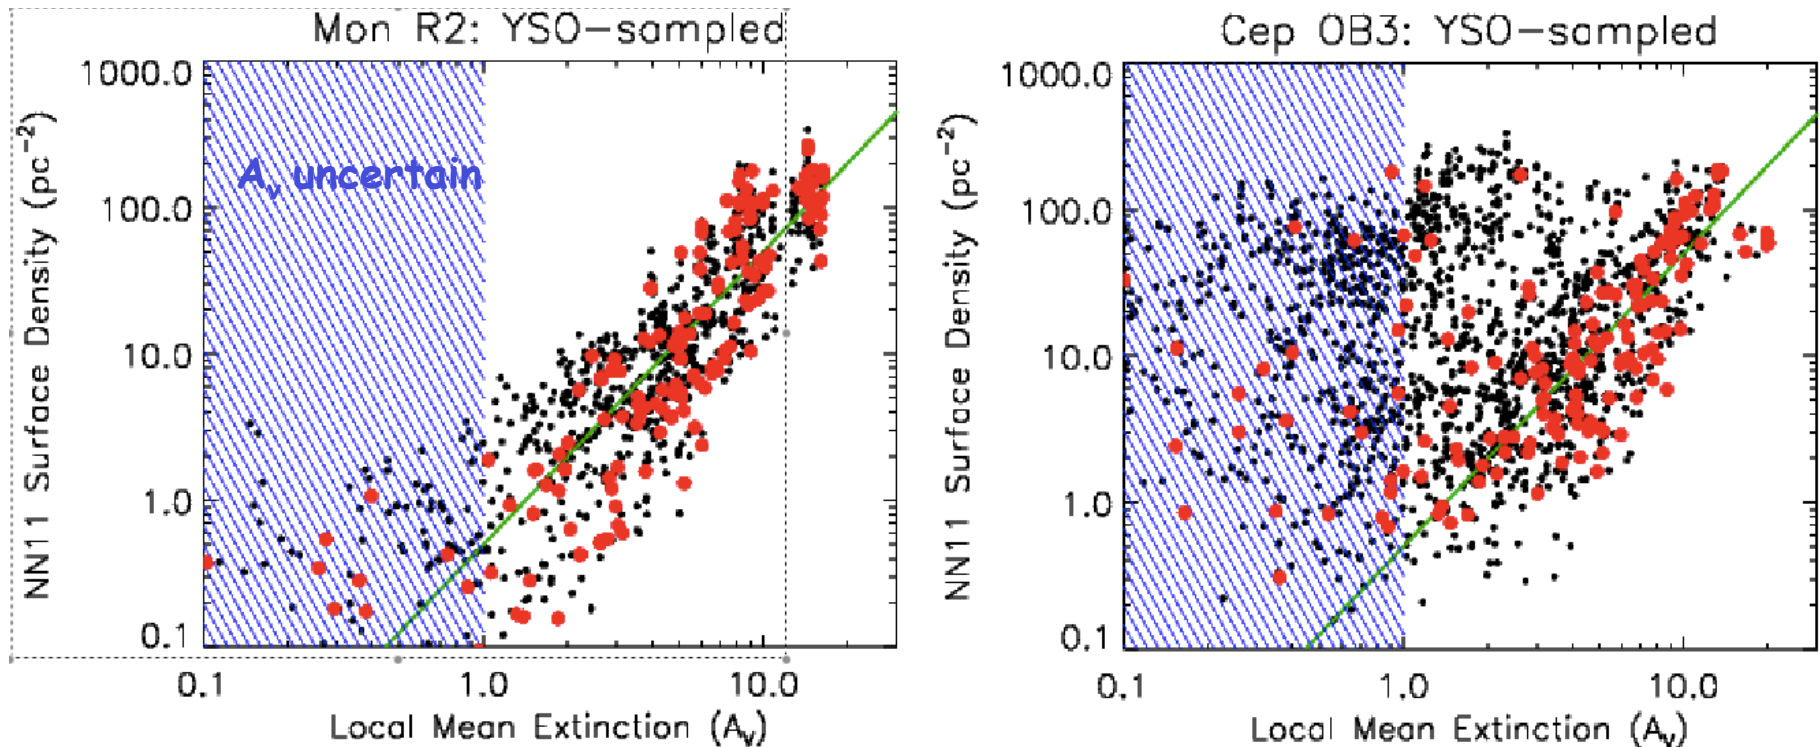 Mon R2: YSO-sampled
1000.0
100.0
10.0
1.0
0.1
NN11 Surface Density (pc⁻²)
Aᵥ uncertain
0.1 1.0 10.0
Local Mean Extinction (Aᵥ)
Cep OB3: YSO-sampled
1000.0
100.0
10.0
1.0
0.1
NN11 Surface Density (pc⁻²)
0.1 1.0 10.0
Local Mean Extinction (Aᵥ)